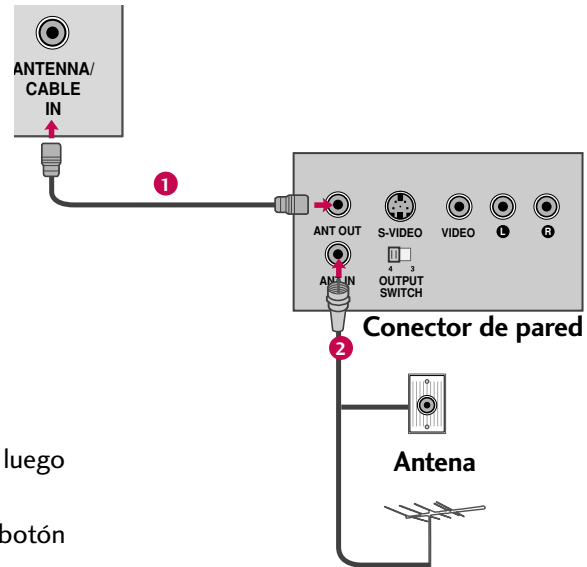 ANTENNA/
CABLE
IN
1
ANT OUT
S-VIDEO
VIDEO
L
R
ANT IN
4 3
OUTPUT
SWITCH
Conector de pared
2
luego
Antena
botón